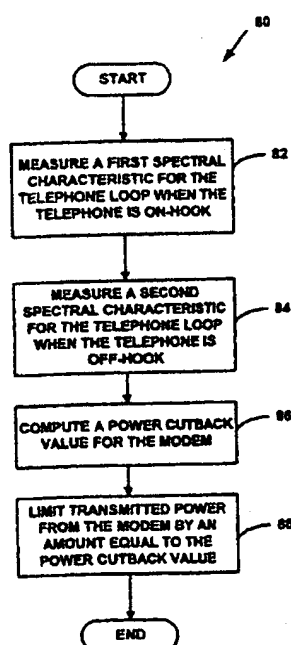 80
START
MEASURE A FIRST SPECTRAL
CHARACTERISTIC FOR THE
TELEPHONE LOOP WHEN THE
TELEPHONE IS ON-HOOK
82
MEASURE A SECOND
SPECTRAL CHARACTERISTIC
FOR THE TELEPHONE LOOP
WHEN THE TELEPHONE IS
OFF-HOOK
84
COMPUTE A POWER CUTBACK
VALUE FOR THE MODEM
86
LIMIT TRANSMITTED POWER
FROM THE MODEM BY AN
AMOUNT EQUAL TO THE
POWER CUTBACK VALUE
88
END